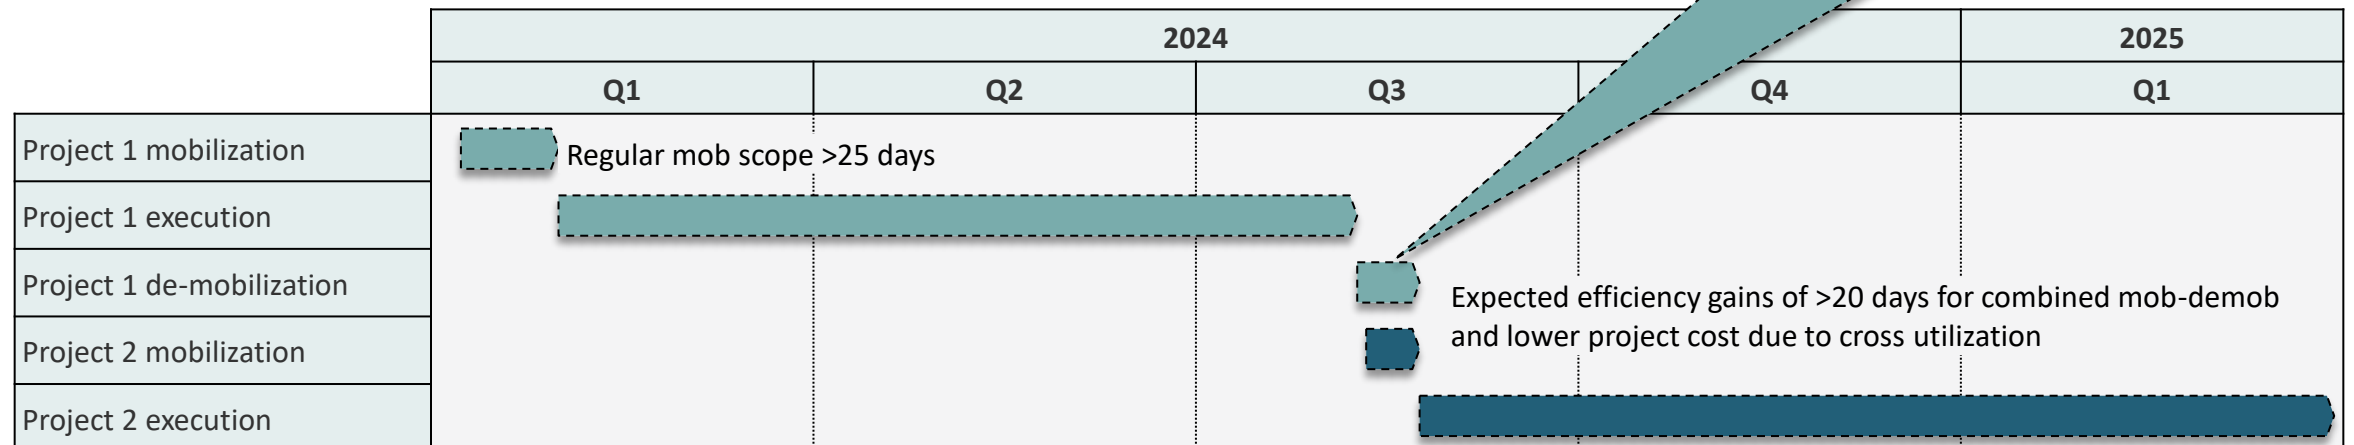 2024 2025
Q1 Q2 Q3 Q4 Q1
Project 1 mobilization
Regular mob scope >25 days
Project 1 execution
Project 1 de-mobilization
Expected efficiency gains of >20 days for combined mob-demob
and lower project cost due to cross utilization
Project 2 mobilization
Project 2 execution